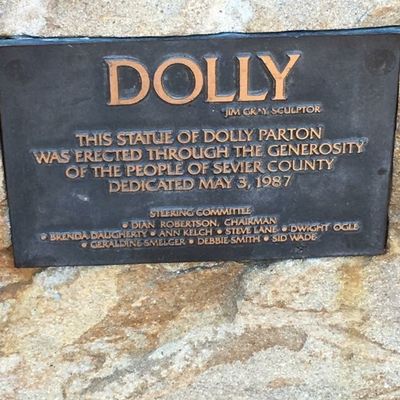 DOLLY
JIM GRAY, SCULPTOR
THIS STATUE OF DOLLY PARTON
WAS ERECTED THROUGH THE GENEROSITY
OF THE PEOPLE OF SEVIER COUNTY
DEDICATED MAY 3, 1987
STEERING COMMITTEE
• DIAN ROBERTSON, CHAIRMAN
• BRENDA DAUGHERTY • ANN KELCH • STEVE LANE • DWIGHT OGLE
• GERALDINE SMELCER • DEBBIE SMITH • SID WADE